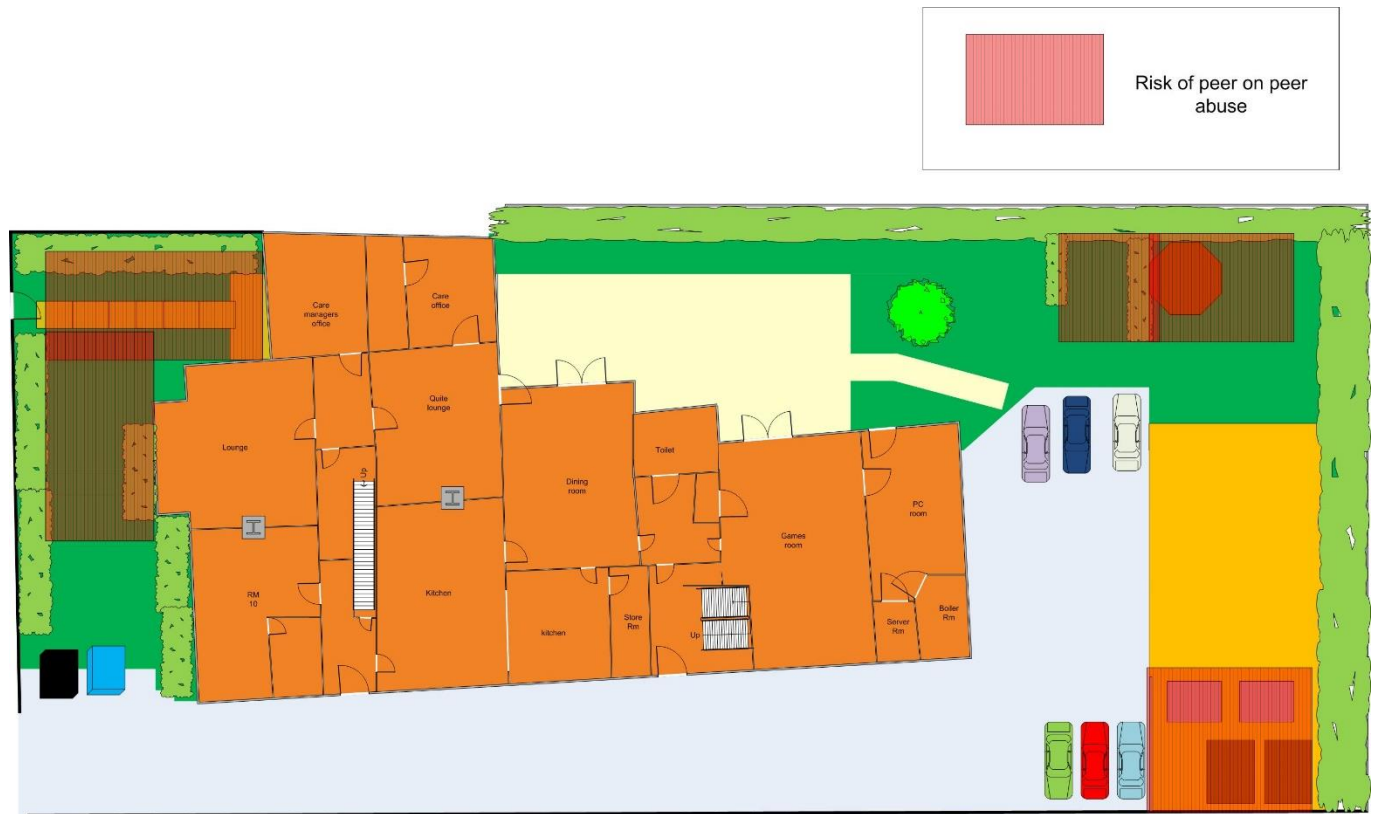 Risk of peer on peer
abuse
Care
managers
office
Care
office
Quite
lounge
Lounge
Up
Toilet
Dining
room
PC
room
Games
room
RM
10
Kitchen
kitchen
Store
Rm
Up
Server
Rm
Boiler
Rm